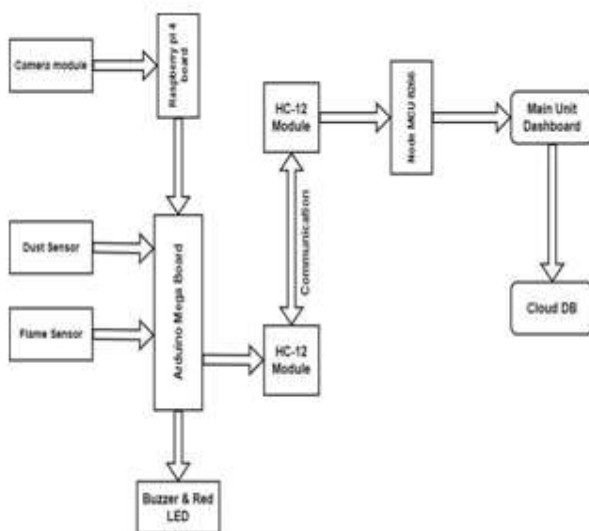 Camera module
Raspberry pi 4
board
HC-12
Module
Node MCU 8266
Main Unit
Dashboard
Dust Sensor
Flame Sensor
Arduino Mega Board
Communication
HC-12
Module
Cloud DB
Buzzer & Red
LED